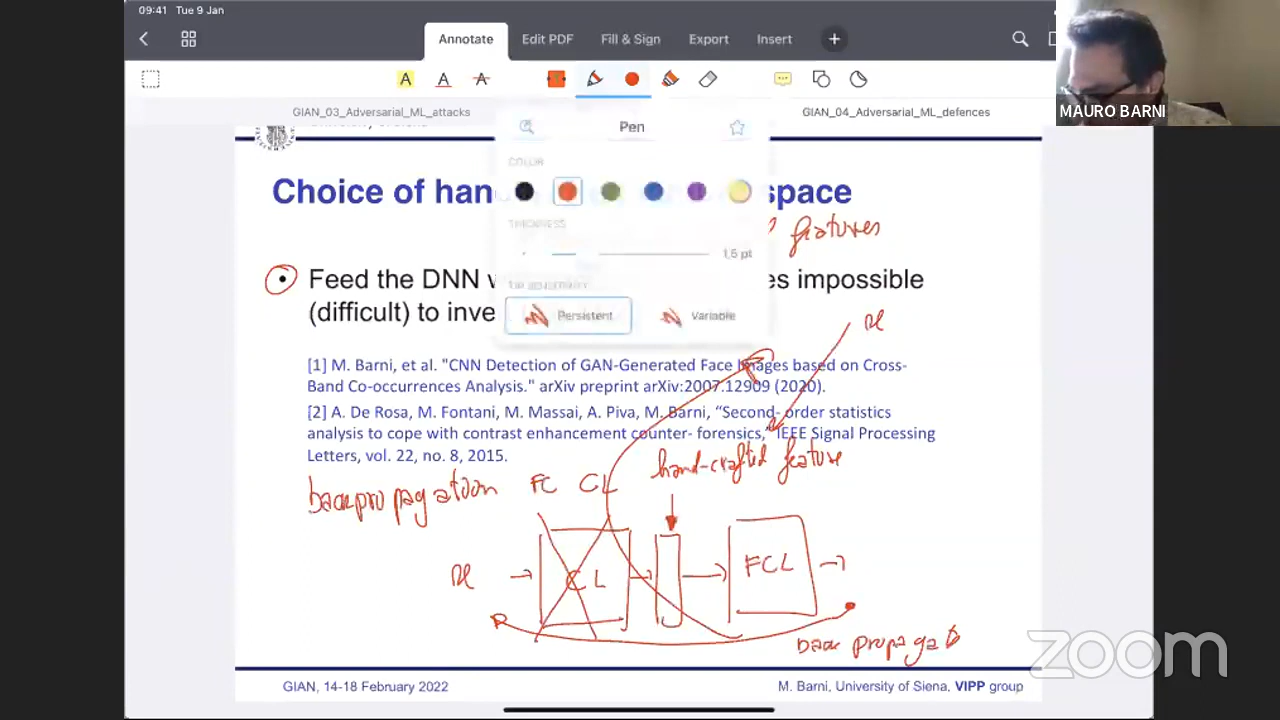 09:41 Tue 9 Jan
Annotate Edit PDF Fill & Sign Export Insert
MAURO BARNI
GIAN_03_Adversarial_ML_attacks GIAN_04_Adversarial_ML_defences
Pen
COLOR
Choice of han space
THICKNESS
features
1,5 pt
Feed the DNN w es impossible
TIP SENSITIVITY
(difficult) to inve
Persistent Variable
x
[1] M. Barni, et al. "CNN Detection of GAN-Generated Face Images based on Cross-
Band Co-occurrences Analysis." arXiv preprint arXiv:2007.12909 (2020).
[2] A. De Rosa, M. Fontani, M. Massai, A. Piva, M. Barni, “Second- order statistics
analysis to cope with contrast enhancement counter- forensics,” IEEE Signal Processing
Letters, vol. 22, no. 8, 2015.
hand-crafted feature
backpropagation FC CL
x CL FCL
back propaga
zoom
GIAN, 14-18 February 2022 M. Barni, University of Siena, VIPP group